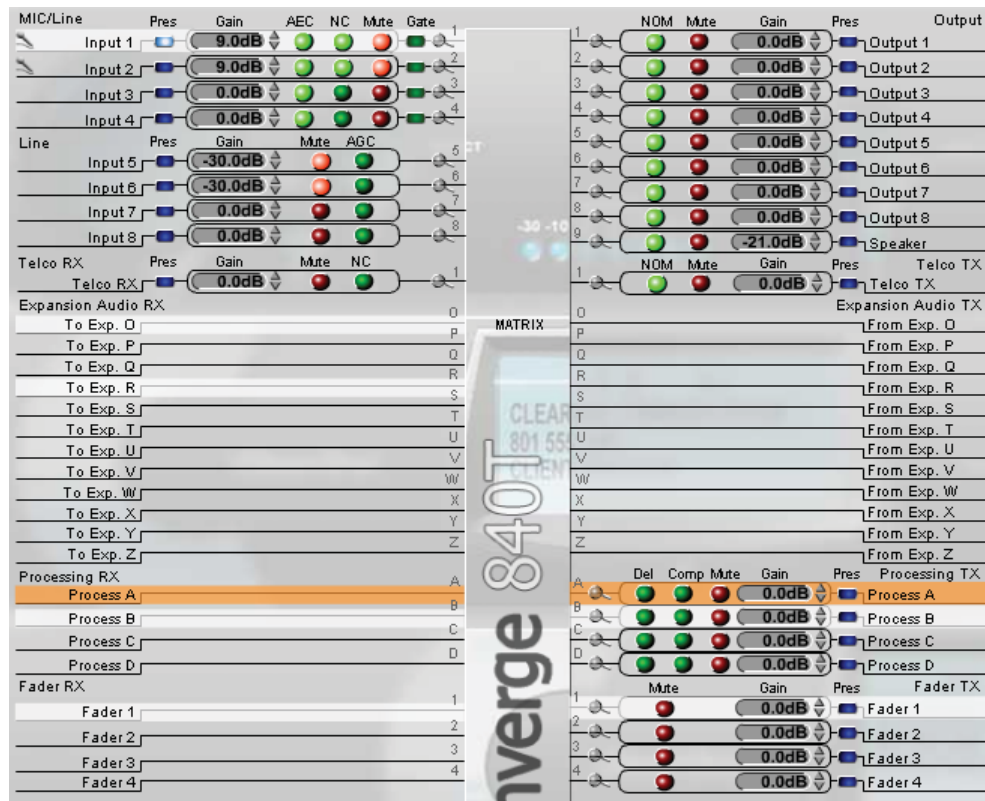 MIC/Line Pres Gain AEC NC Mute Gate NOM Mute Gain Pres Output
Input 1 9.0dB 1 1 0.0dB Output 1
Input 2 9.0dB 2 2 0.0dB Output 2
Input 3 0.0dB 3 3 0.0dB Output 3
Input 4 0.0dB 4 4 0.0dB Output 4
Line Pres Gain Mute AGC
Input 5 -30.0dB 5 5 0.0dB Output 5
Input 6 -30.0dB 6 6 0.0dB Output 6
Input 7 0.0dB 7 7 0.0dB Output 7
Input 8 0.0dB 8 8 0.0dB Output 8
-30 -10
9 -21.0dB Speaker
Telco RX Pres Gain Mute NC NOM Mute Gain Pres Telco TX
Telco RX 0.0dB 1 1 0.0dB Telco TX
Expansion Audio RX Expansion Audio TX
MATRIX
To Exp. O O O From Exp. O
To Exp. P P P From Exp. P
To Exp. Q Q Q From Exp. Q
To Exp. R R R From Exp. R
To Exp. S S S From Exp. S
To Exp. T T T From Exp. T
To Exp. U U U From Exp. U
To Exp. V V V From Exp. V
To Exp. W W W From Exp. W
To Exp. X X X From Exp. X
To Exp. Y Y Y From Exp. Y
To Exp. Z Z Z From Exp. Z
CLEAR
801 555
CLIENT
nverge 840T
Processing RX Del Comp Mute Gain Pres Processing TX
Process A A A 0.0dB Process A
Process B B B 0.0dB Process B
Process C C C 0.0dB Process C
Process D D D 0.0dB Process D
Fader RX Mute Gain Pres Fader TX
Fader 1 1 1 0.0dB Fader 1
Fader 2 2 2 0.0dB Fader 2
Fader 3 3 3 0.0dB Fader 3
Fader 4 4 4 0.0dB Fader 4